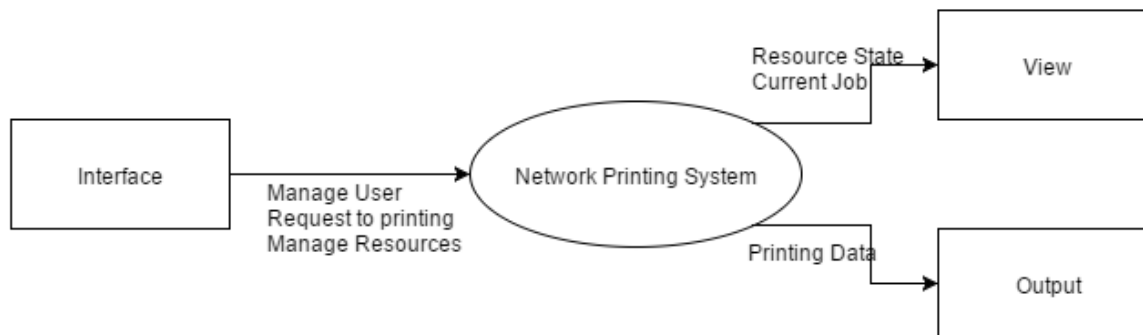 Interface
Manage User
Request to printing
Manage Resources
Network Printing System
Resource State
Current Job
View
Printing Data
Output